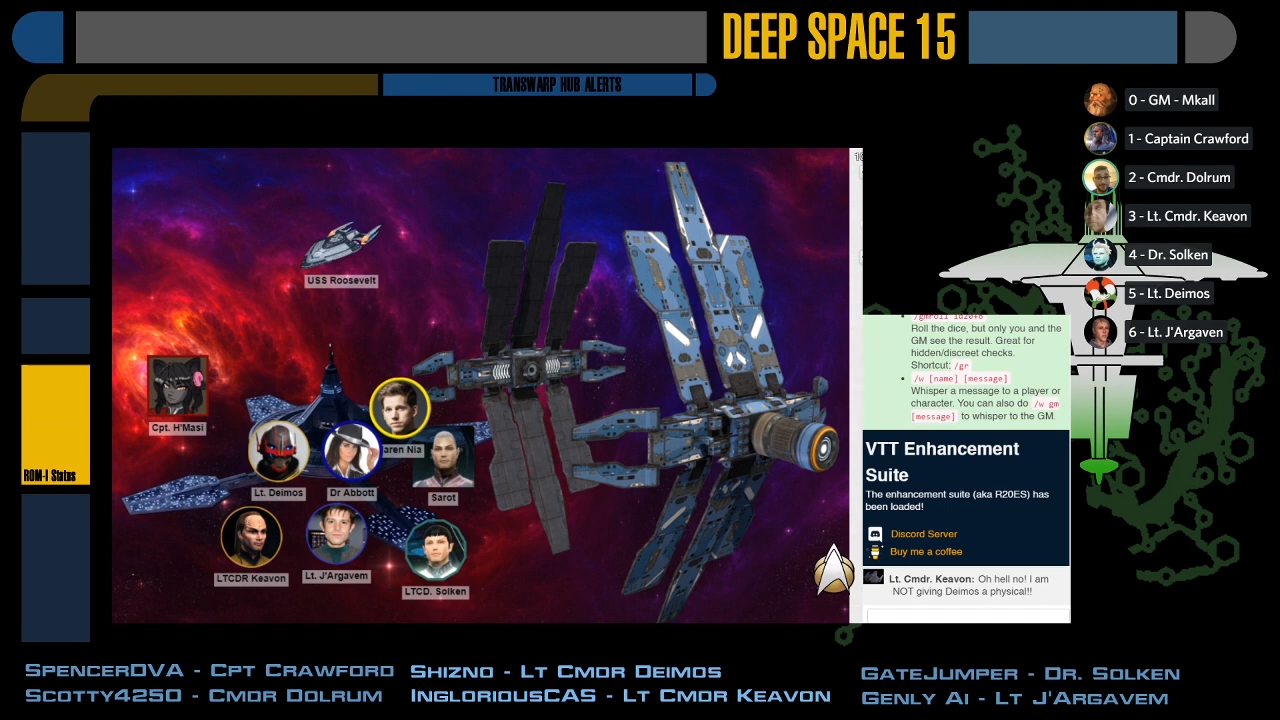 DEEP SPACE 15
TRANSWARP HUB ALERTS
0 - GM - Mkall
1 - Captain Crawford
2 - Cmdr. Dolrum
3 - Lt. Cmdr. Keavon
4 - Dr. Solken
5 - Lt. Deimos
6 - Lt. J'Argaven
ROM-I Status
USS Roosevelt
Cpt. H'Masi
aren Nia
Lt. Deimos
Dr Abbott
Sarot
LTCDR Keavon
Lt. J'Argavem
LTCD. Solken
/gmroll 1d20+6
Roll the dice, but only you and the
GM see the result. Great for
hidden/discreet checks.
Shortcut: /gr
/w [name] [message]
Whisper a message to a player or
character. You can also do /w gm
[message] to whisper to the GM.
VTT Enhancement
Suite
The enhancement suite (aka R20ES) has
been loaded!
Discord Server
Buy me a coffee
Lt. Cmdr. Keavon: Oh hell no! I am
NOT giving Deimos a physical!!
SpencerDVA - Cpt Crawford
Scotty4250 - Cmdr Dolrum
Shizno - Lt Cmdr Deimos
IngloriousCAS - Lt Cmdr Keavon
GateJumper - Dr. Solken
Genly Ai - Lt J'Argavem